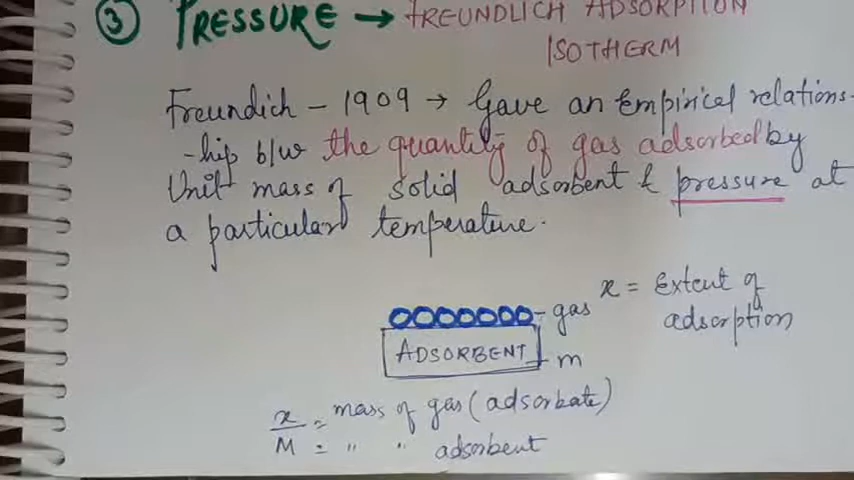 ③ PRESSURE → FREUNDLICH ADSORPTION
ISOTHERM
Freundich - 1909 → Gave an empirical relations-
-hip b/w the quantity of gas adsorbed by
Unit mass of solid adsorbent & pressure at
a particular temperature.
gas x = Extent of
adsorption
ADSORBENT m
x = mass of gas (adsorbate)
M = " " adsorbent